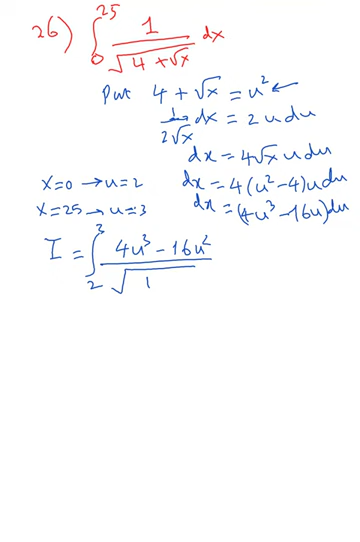 26) ∫₀²⁵ 1/√(4 + √x) dx
Put 4 + √x = u² ←
1/(2√x) dx = 2u du
dx = 4√x u du
x=0 → u=2 dx = 4(u²-4)u du
x=25 → u=3 dx = (4u³-16u) du
I = ∫₂³ (4u³ - 16u²)/√1